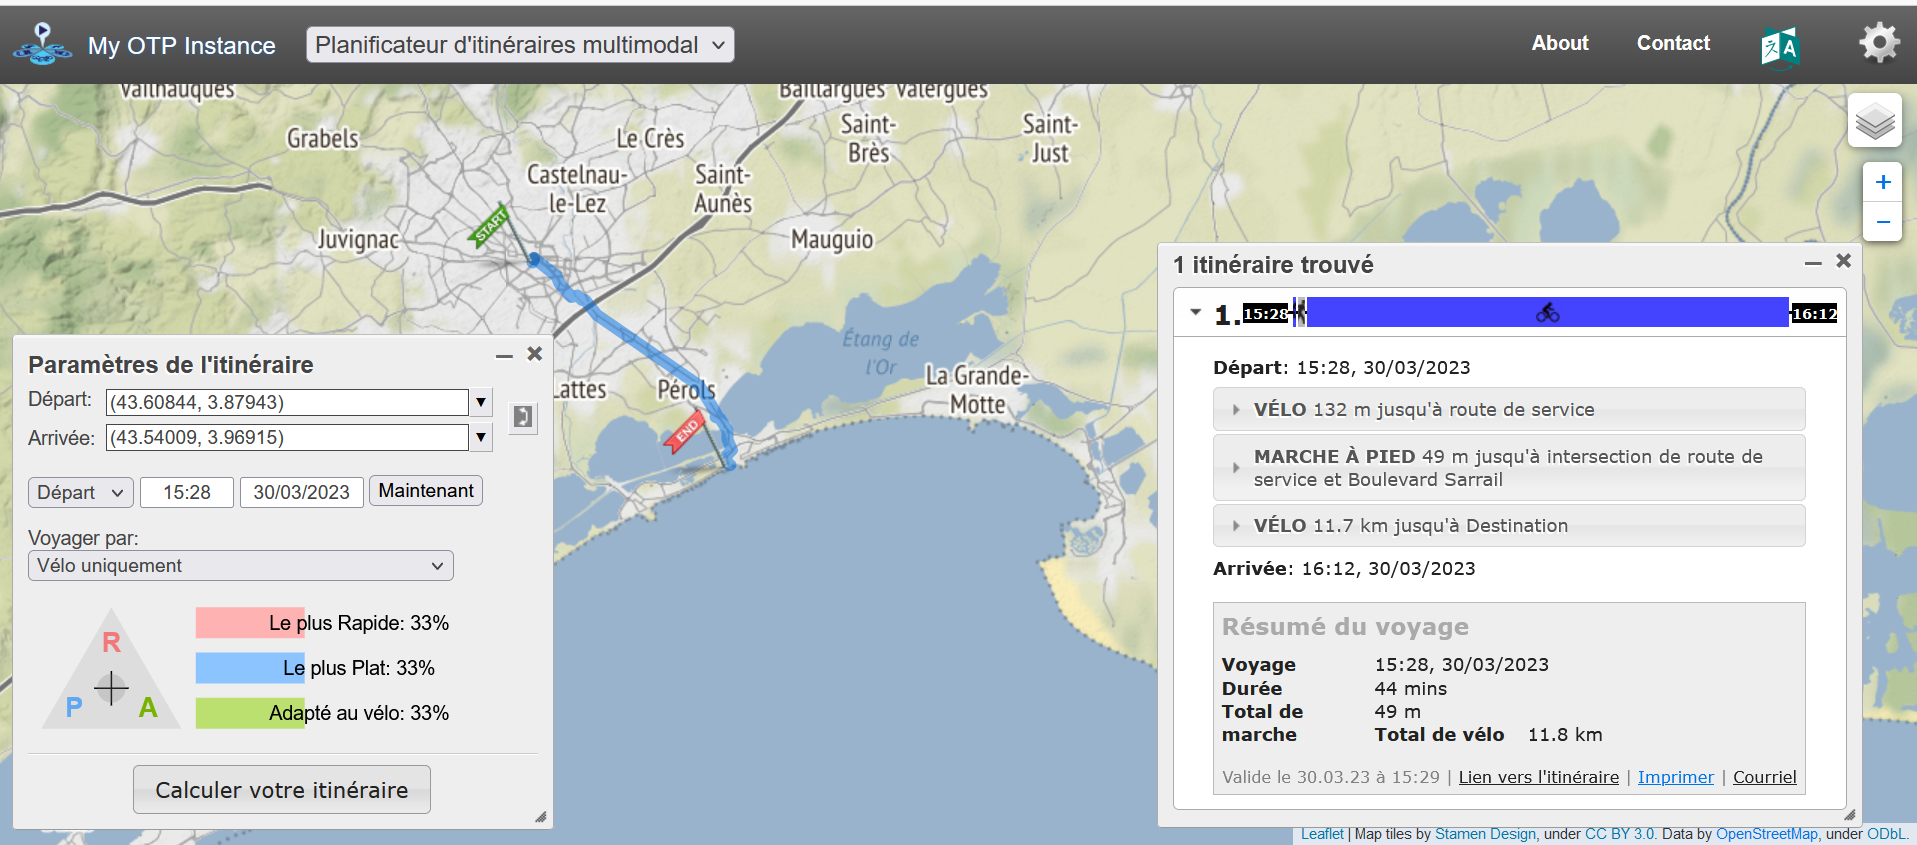 My OTP Instance
Planificateur d'itinéraires multimodal
About
Contact
Vailhauquès
Baillargues Valergues
Grabels
Le Crès
Saint-
Brès
Saint-
Just
Castelnau-
le-Lez
Saint-
Aunès
START
Juvignac
Mauguio
Étang de
l'Or
Lattes
Pérols
La Grande-
Motte
END
+
−
Paramètres de l'itinéraire
Départ: (43.60844, 3.87943)
Arrivée: (43.54009, 3.96915)
Départ 15:28 30/03/2023 Maintenant
Voyager par:
Vélo uniquement
R
P A
Le plus Rapide: 33%
Le plus Plat: 33%
Adapté au vélo: 33%
Calculer votre itinéraire
1 itinéraire trouvé
1. 15:28 16:12
Départ: 15:28, 30/03/2023
VÉLO 132 m jusqu'à route de service
MARCHE À PIED 49 m jusqu'à intersection de route de
service et Boulevard Sarrail
VÉLO 11.7 km jusqu'à Destination
Arrivée: 16:12, 30/03/2023
Résumé du voyage
Voyage 15:28, 30/03/2023
Durée 44 mins
Total de 49 m
marche Total de vélo 11.8 km
Valide le 30.03.23 à 15:29 | Lien vers l'itinéraire | Imprimer | Courriel
Leaflet | Map tiles by Stamen Design, under CC BY 3.0. Data by OpenStreetMap, under ODbL.